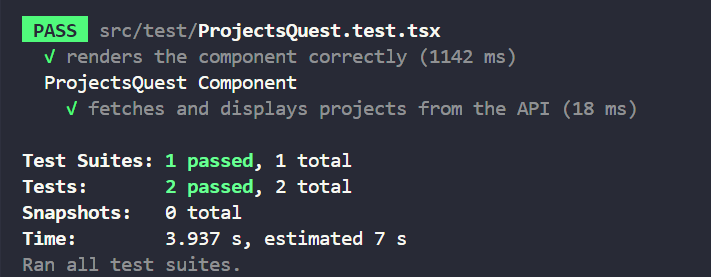 PASS src/test/ProjectsQuest.test.tsx
√ renders the component correctly (1142 ms)
ProjectsQuest Component
√ fetches and displays projects from the API (18 ms)
Test Suites: 1 passed, 1 total
Tests: 2 passed, 2 total
Snapshots: 0 total
Time: 3.937 s, estimated 7 s
Ran all test suites.